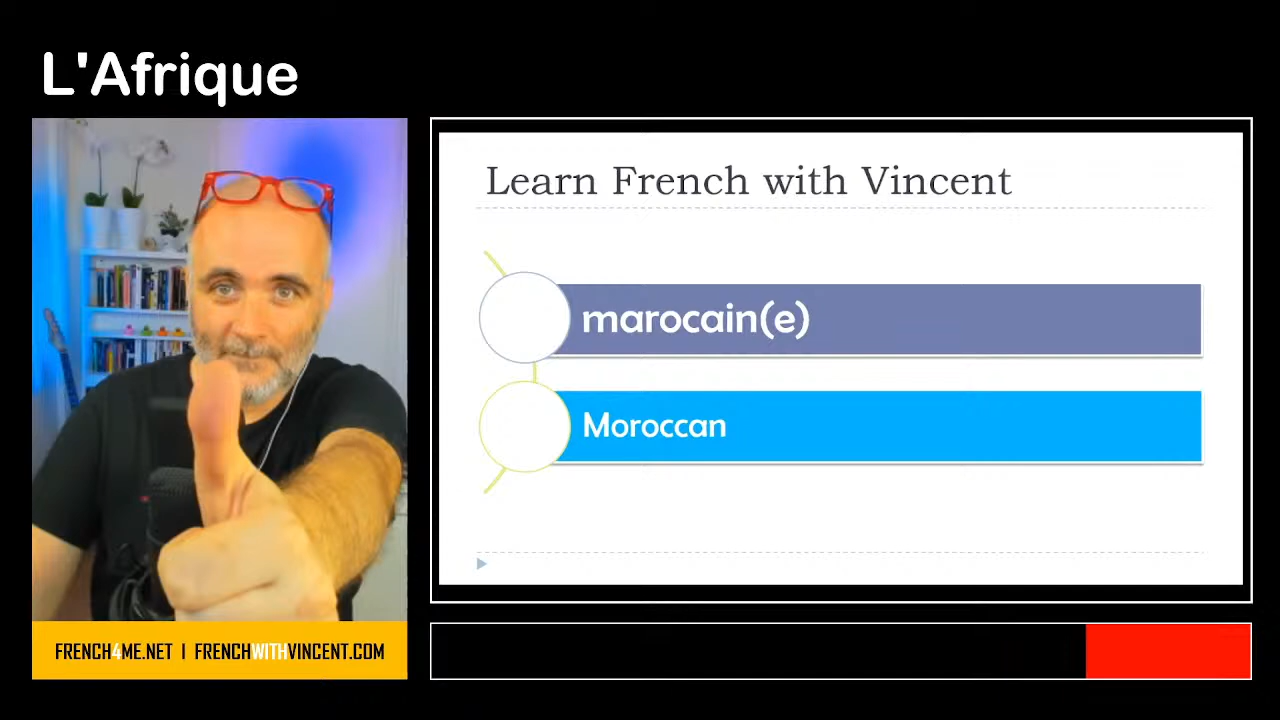 L'Afrique
Learn French with Vincent
marocain(e)
Moroccan
FRENCH4ME.NET I FRENCHWITHVINCENT.COM